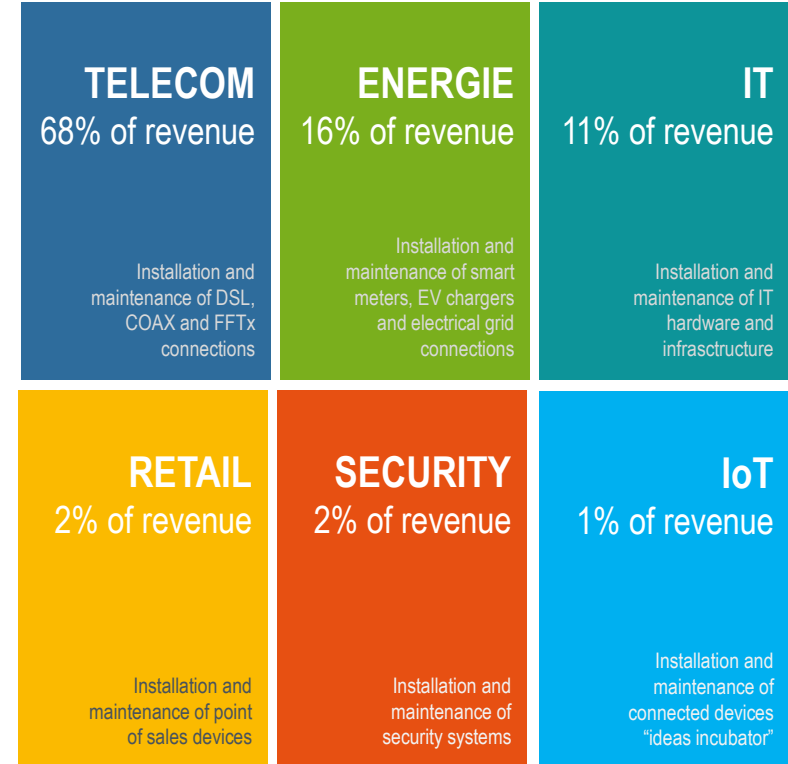 TELECOM
68% of revenue
Installation and
maintenance of DSL,
COAX and FFTx
connections
ENERGIE
16% of revenue
Installation and
maintenance of smart
meters, EV chargers
and electrical grid
connections
IT
11% of revenue
Installation and
maintenance of IT
hardware and
infrasctructure
RETAIL
2% of revenue
Installation and
maintenance of point
of sales devices
SECURITY
2% of revenue
Installation and
maintenance of
security systems
IoT
1% of revenue
Installation and
maintenance of
connected devices
“ideas incubator”